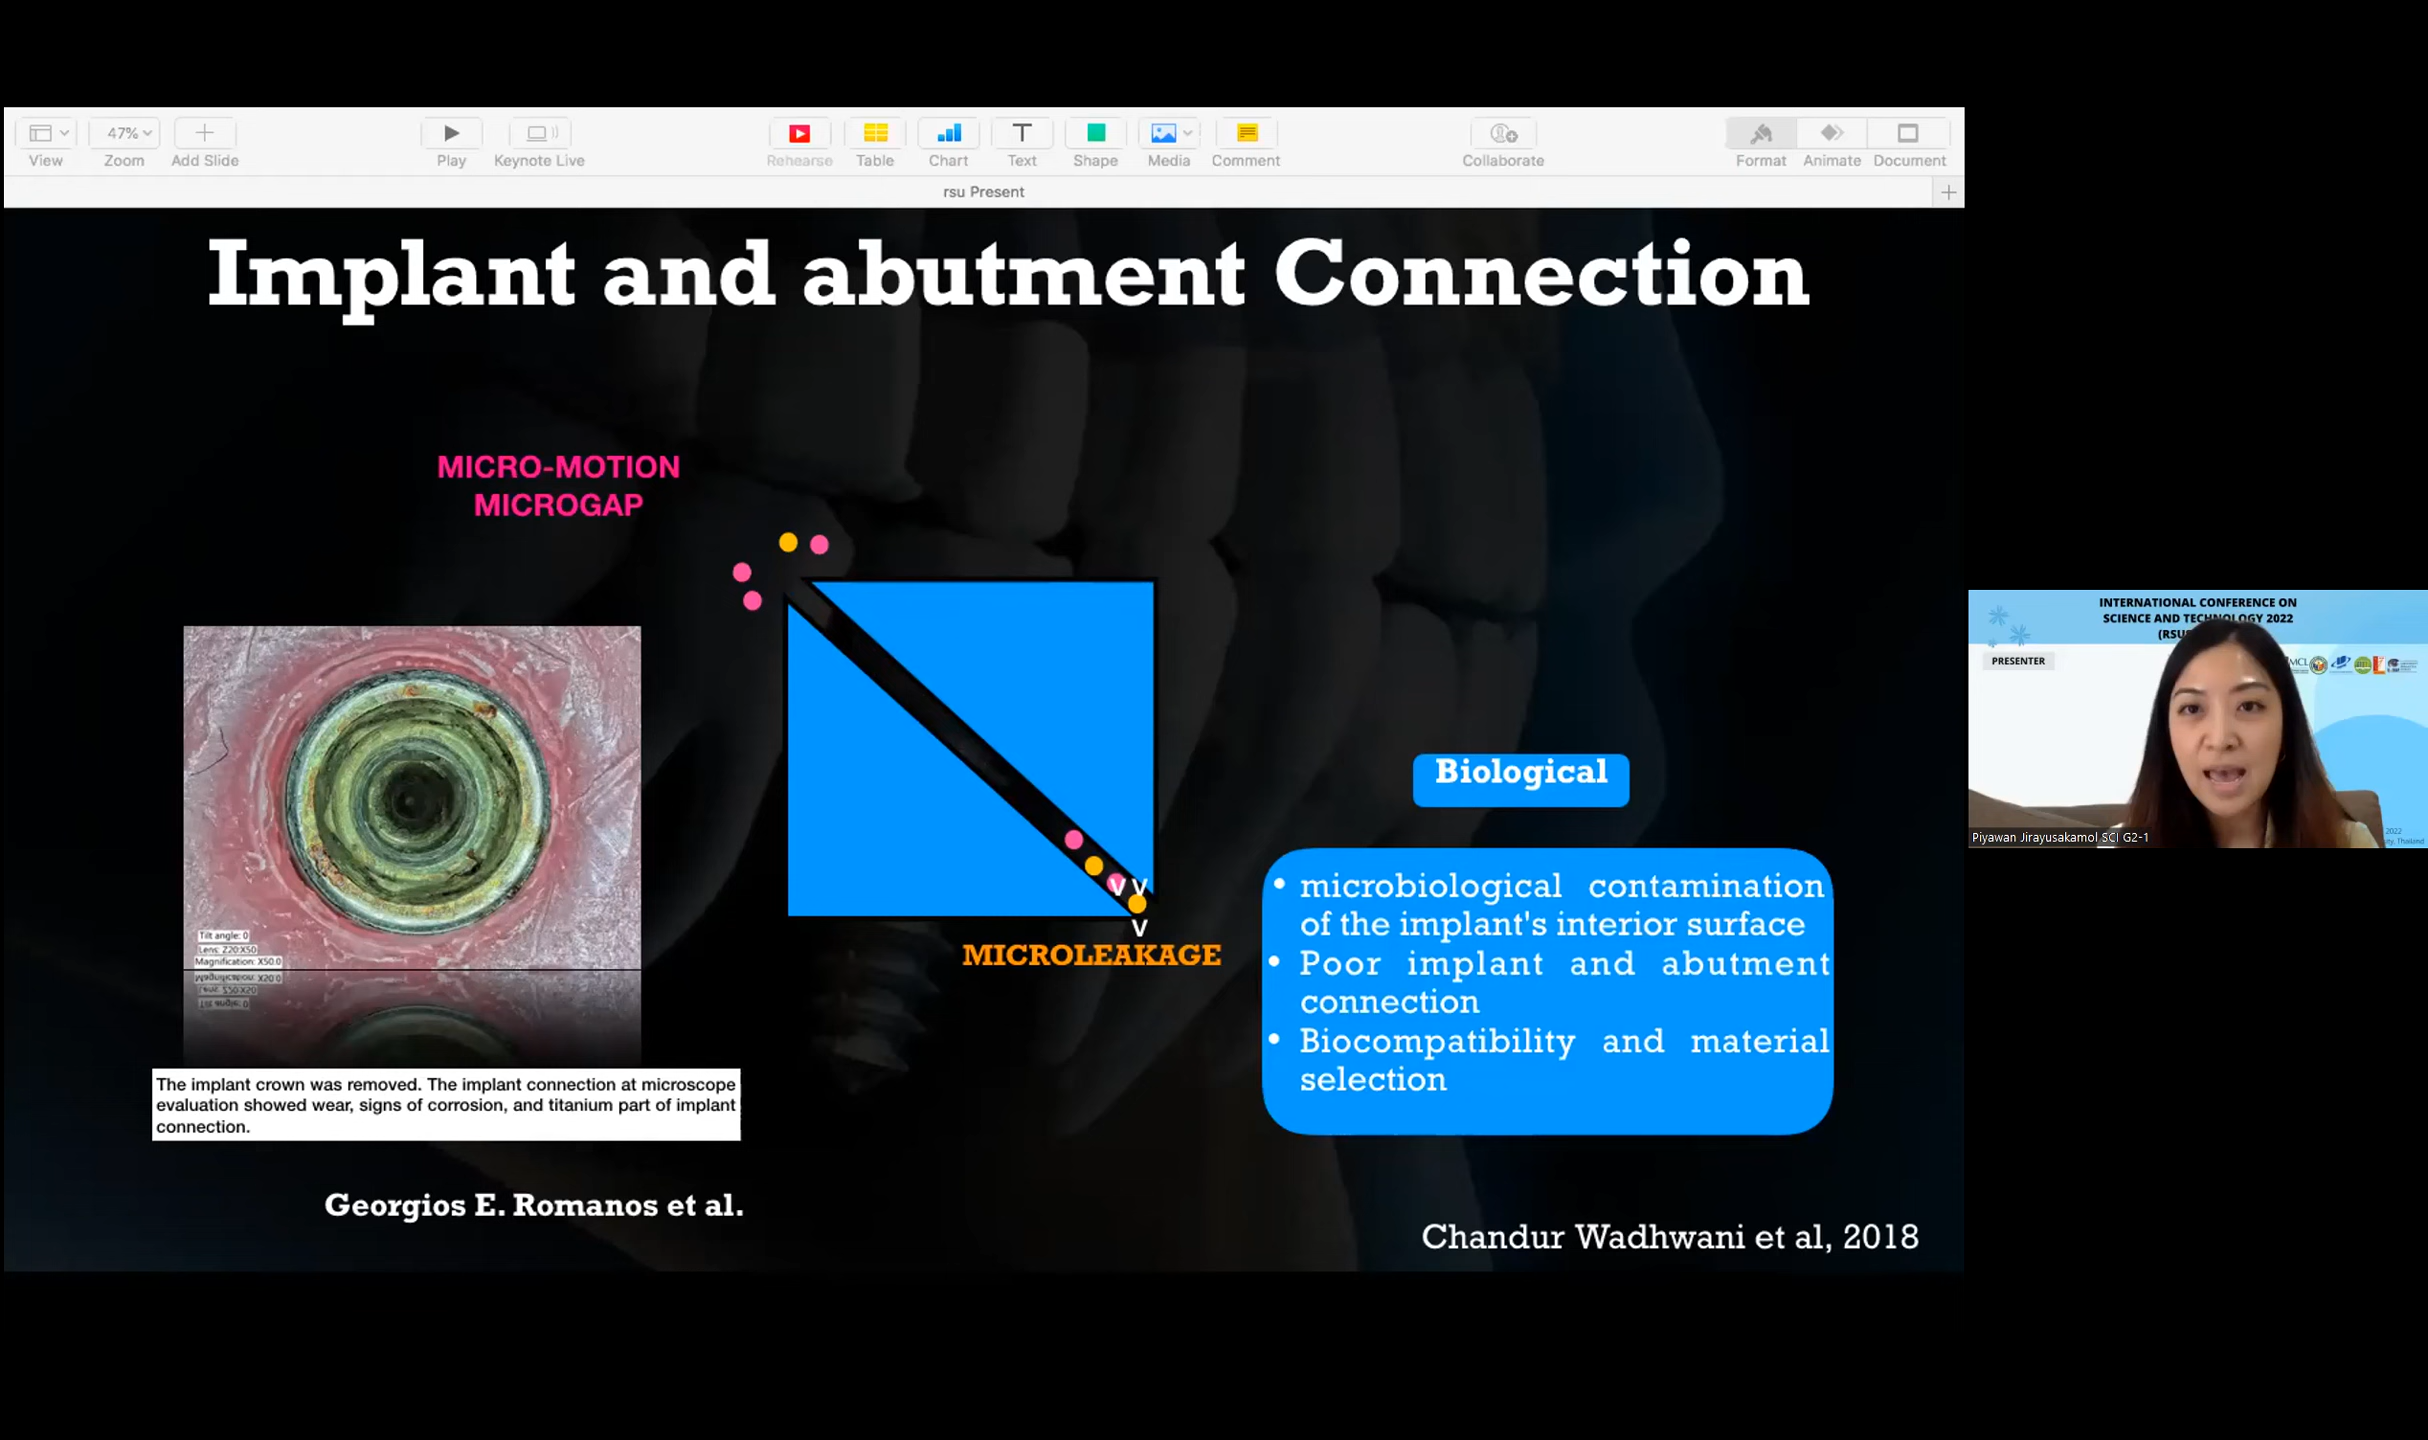 View
47%
Zoom
Add Slide
Play
Keynote Live
Rehearse
Table
Chart
T
Text
Shape
Media
Comment
Collaborate
Format
Animate
Document
rsu Present
Implant and abutment Connection
MICRO-MOTION
MICROGAP
v v
v
MICROLEAKAGE
Tilt angle: 0
Lens: Z20:X50
Magnification: X50.0
The implant crown was removed. The implant connection at microscope
evaluation showed wear, signs of corrosion, and titanium part of implant
connection.
Georgios E. Romanos et al.
Biological
• microbiological contamination
of the implant's interior surface
• Poor implant and abutment
connection
• Biocompatibility and material
selection
Chandur Wadhwani et al, 2018
INTERNATIONAL CONFERENCE ON
SCIENCE AND TECHNOLOGY 2022
PRESENTER
MCL
2022
Thailand
Piyawan Jirayusakamol SCI G2-1